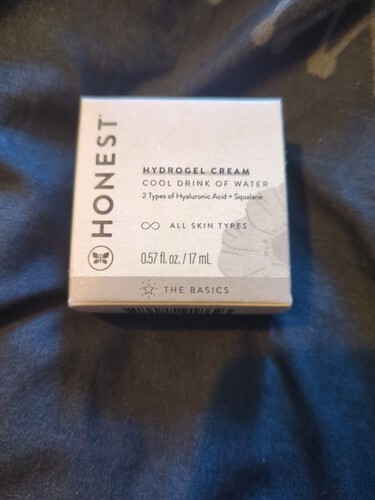 HONEST
HYDROGEL CREAM
COOL DRINK OF WATER
2 Types of Hyaluronic Acid + Squalane
ALL SKIN TYPES
0.57 fl. oz. / 17 mL
THE BASICS